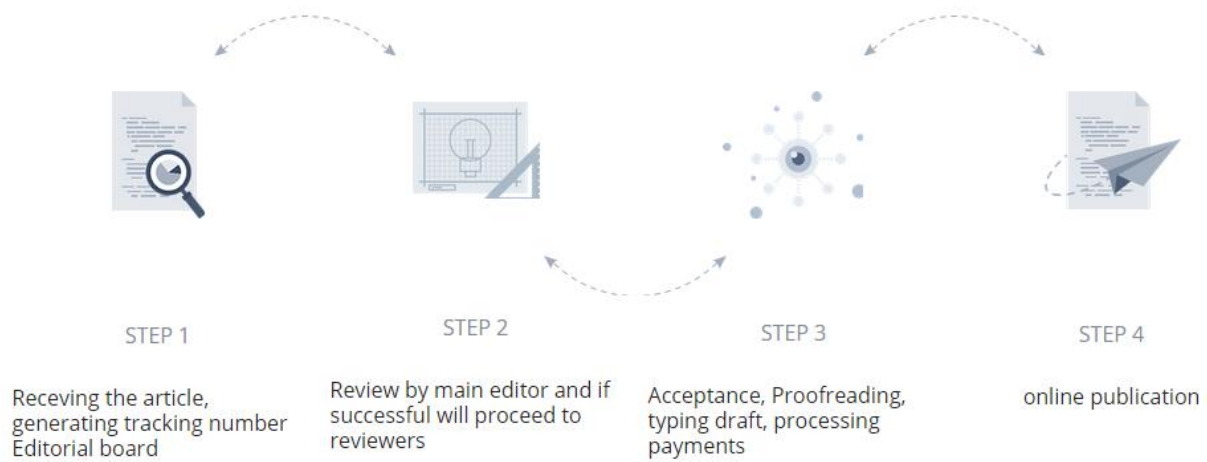 STEP 1
Receving the article,
generating tracking number
Editorial board
STEP 2
Review by main editor and if
successful will proceed to
reviewers
STEP 3
Acceptance, Proofreading,
typing draft, processing
payments
STEP 4
online publication